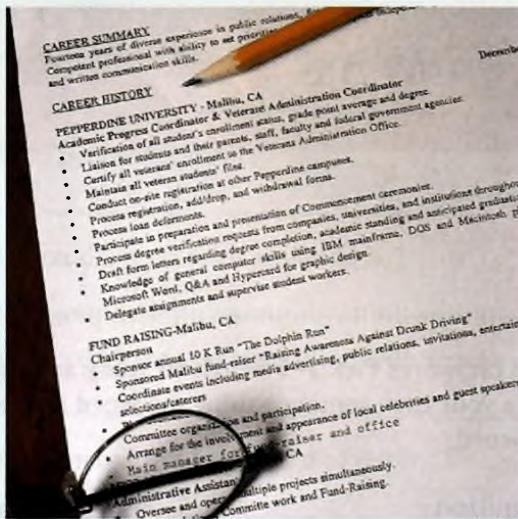 CAREER SUMMARY
Fourteen years of diverse experience in public relations,
Competent professional with ability to set priorities
and written communication skills.
December
CAREER HISTORY
PEPPERDINE UNIVERSITY - Malibu, CA
Academic Progress Coordinator & Veterans Administration Coordinator
• Verification of all student's enrollment status, grade point average and degree.
• Liaison for students and their parents, staff, faculty and federal government agencies.
• Certify all veterans' enrollment to the Veterans Administration Office.
• Maintain all veteran students' files.
• Conduct on-site registration at other Pepperdine campuses.
• Process registration, add/drop, and withdrawal forms.
• Process loan deferments.
• Participate in preparation and presentation of Commencement ceremonies.
• Process degree verification requests from companies, universities, and institutions throughout
• Draft form letters regarding degree completion, academic standing and anticipated graduation
• Knowledge of general computer skills using IBM mainframe, DOS and Macintosh
• Microsoft Word, Q&A and Hypercard for graphic design.
• Delegate assignments and supervise student workers.
FUND RAISING-Malibu, CA
Chairperson
• Sponsor annual 10 K Run "The Dolphin Run"
• Sponsored Malibu fund-raiser "Raising Awareness Against Drunk Driving"
• Coordinate events including media advertising, public relations, invitations,
selections/caterers
• Committee organization and participation.
• Arrange for the involvement and appearance of local celebrities and guest speakers
• Main manager for fund-raiser and office
CA
Administrative Assistant
• Oversee and operate multiple projects simultaneously.
Committe work and Fund-Raising.